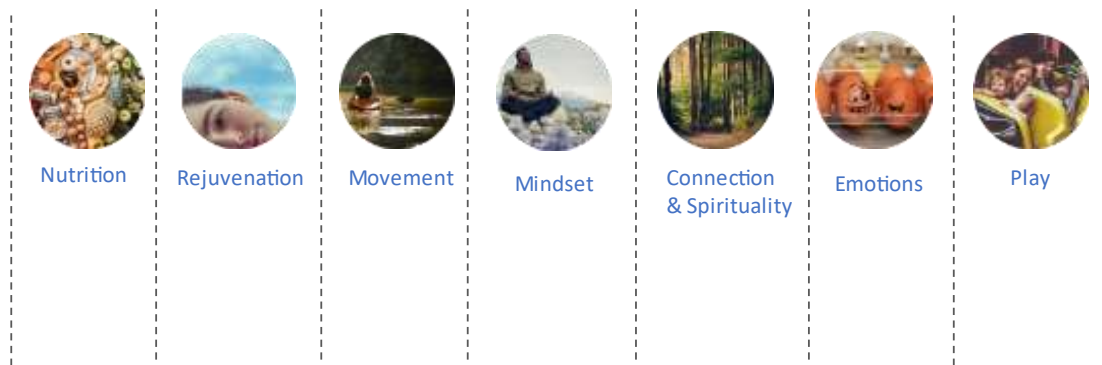 Nutrition
Rejuvenation
Movement
Mindset
Connection
& Spirituality
Emotions
Play